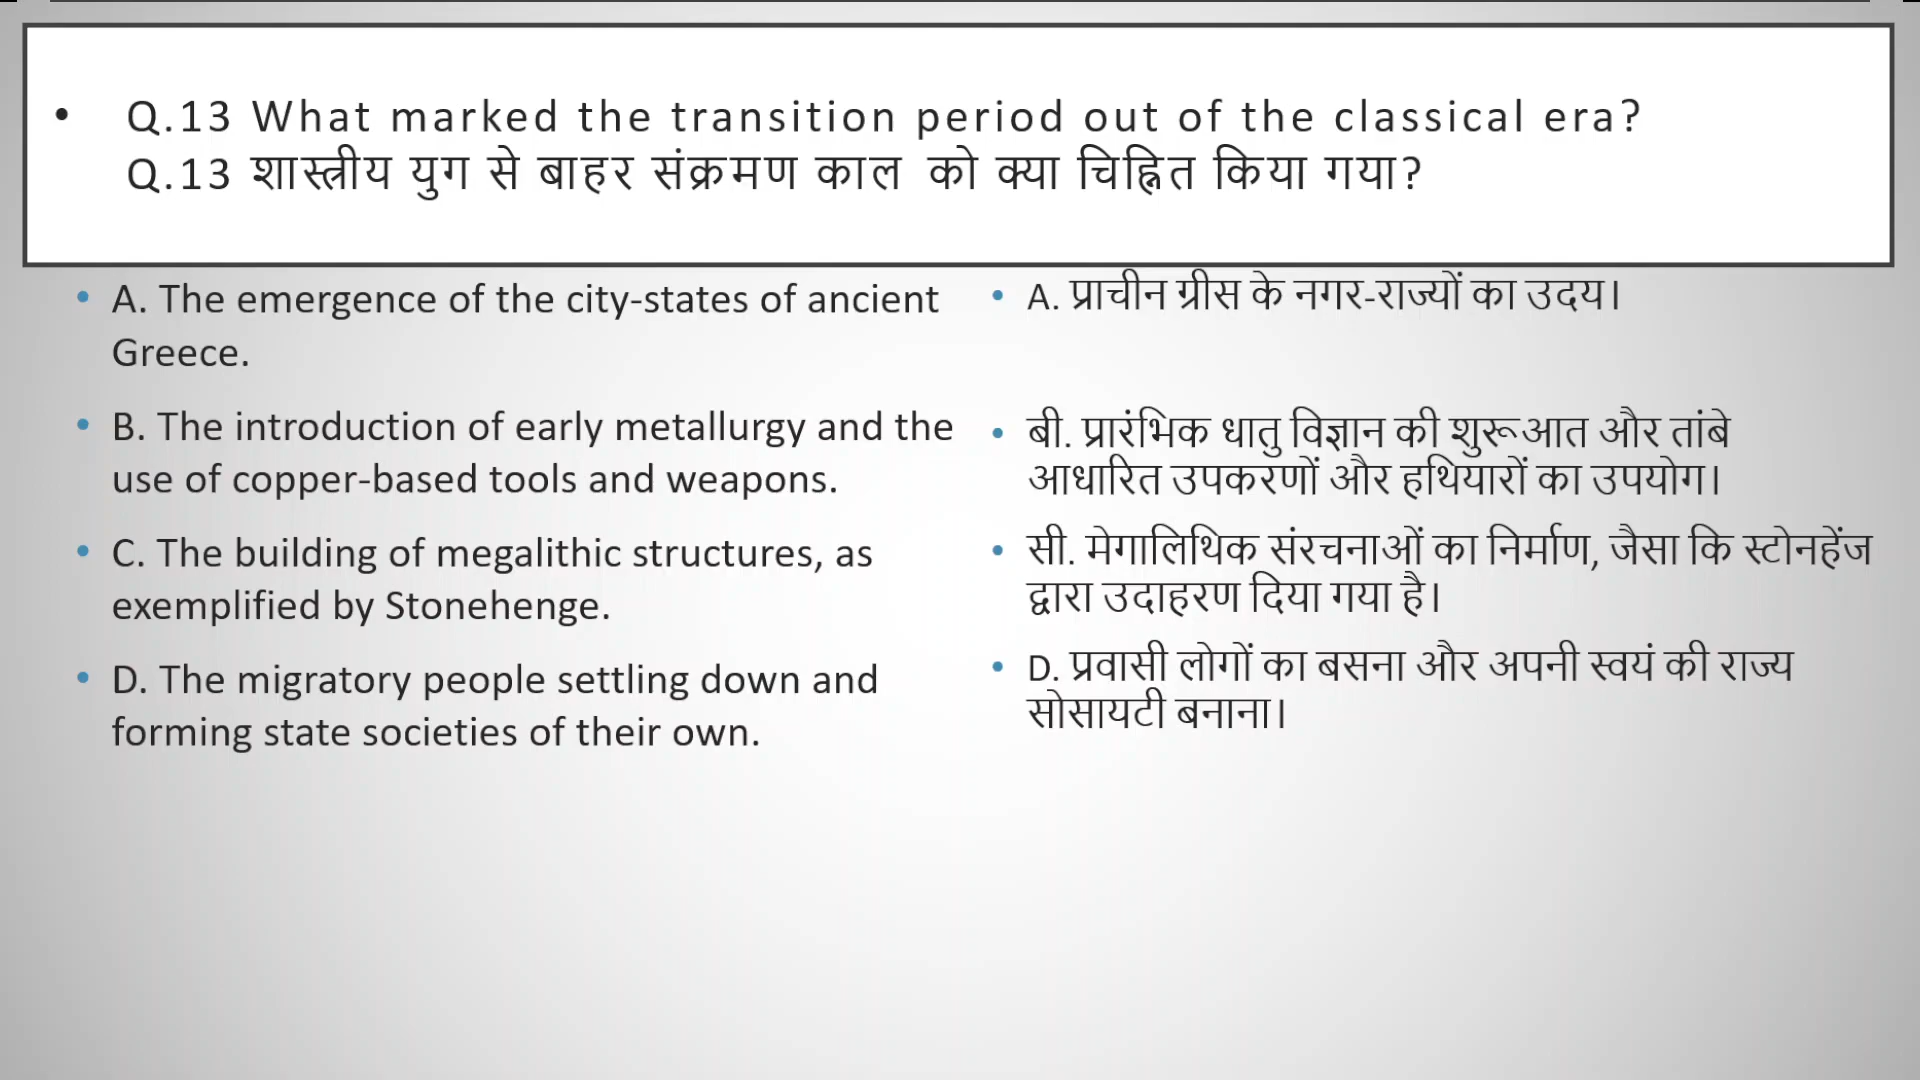 Q.13 What marked the transition period out of the classical era?
Q.13 शास्त्रीय युग से बाहर संक्रमण काल को क्या चिह्नित किया गया?
A. The emergence of the city-states of ancient
Greece.
B. The introduction of early metallurgy and the
use of copper-based tools and weapons.
C. The building of megalithic structures, as
exemplified by Stonehenge.
D. The migratory people settling down and
forming state societies of their own.
A. प्राचीन ग्रीस के नगर-राज्यों का उदय।
बी. प्रारंभिक धातु विज्ञान की शुरूआत और तांबे
आधारित उपकरणों और हथियारों का उपयोग।
सी. मेगालिथिक संरचनाओं का निर्माण, जैसा कि स्टोनहेंज
द्वारा उदाहरण दिया गया है।
D. प्रवासी लोगों का बसना और अपनी स्वयं की राज्य
सोसायटी बनाना।